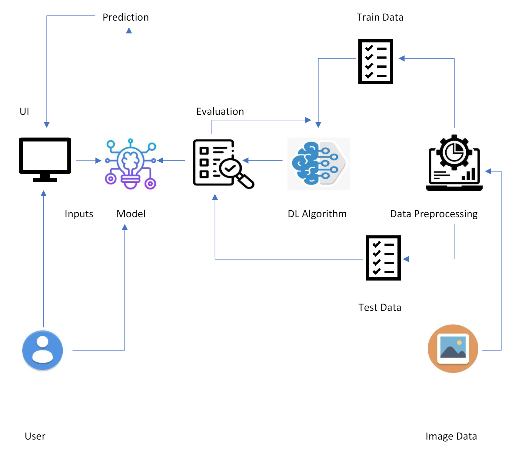 Prediction
Train Data
UI
Evaluation
Inputs
Model
DL Algorithm
Data Preprocessing
Test Data
User
Image Data